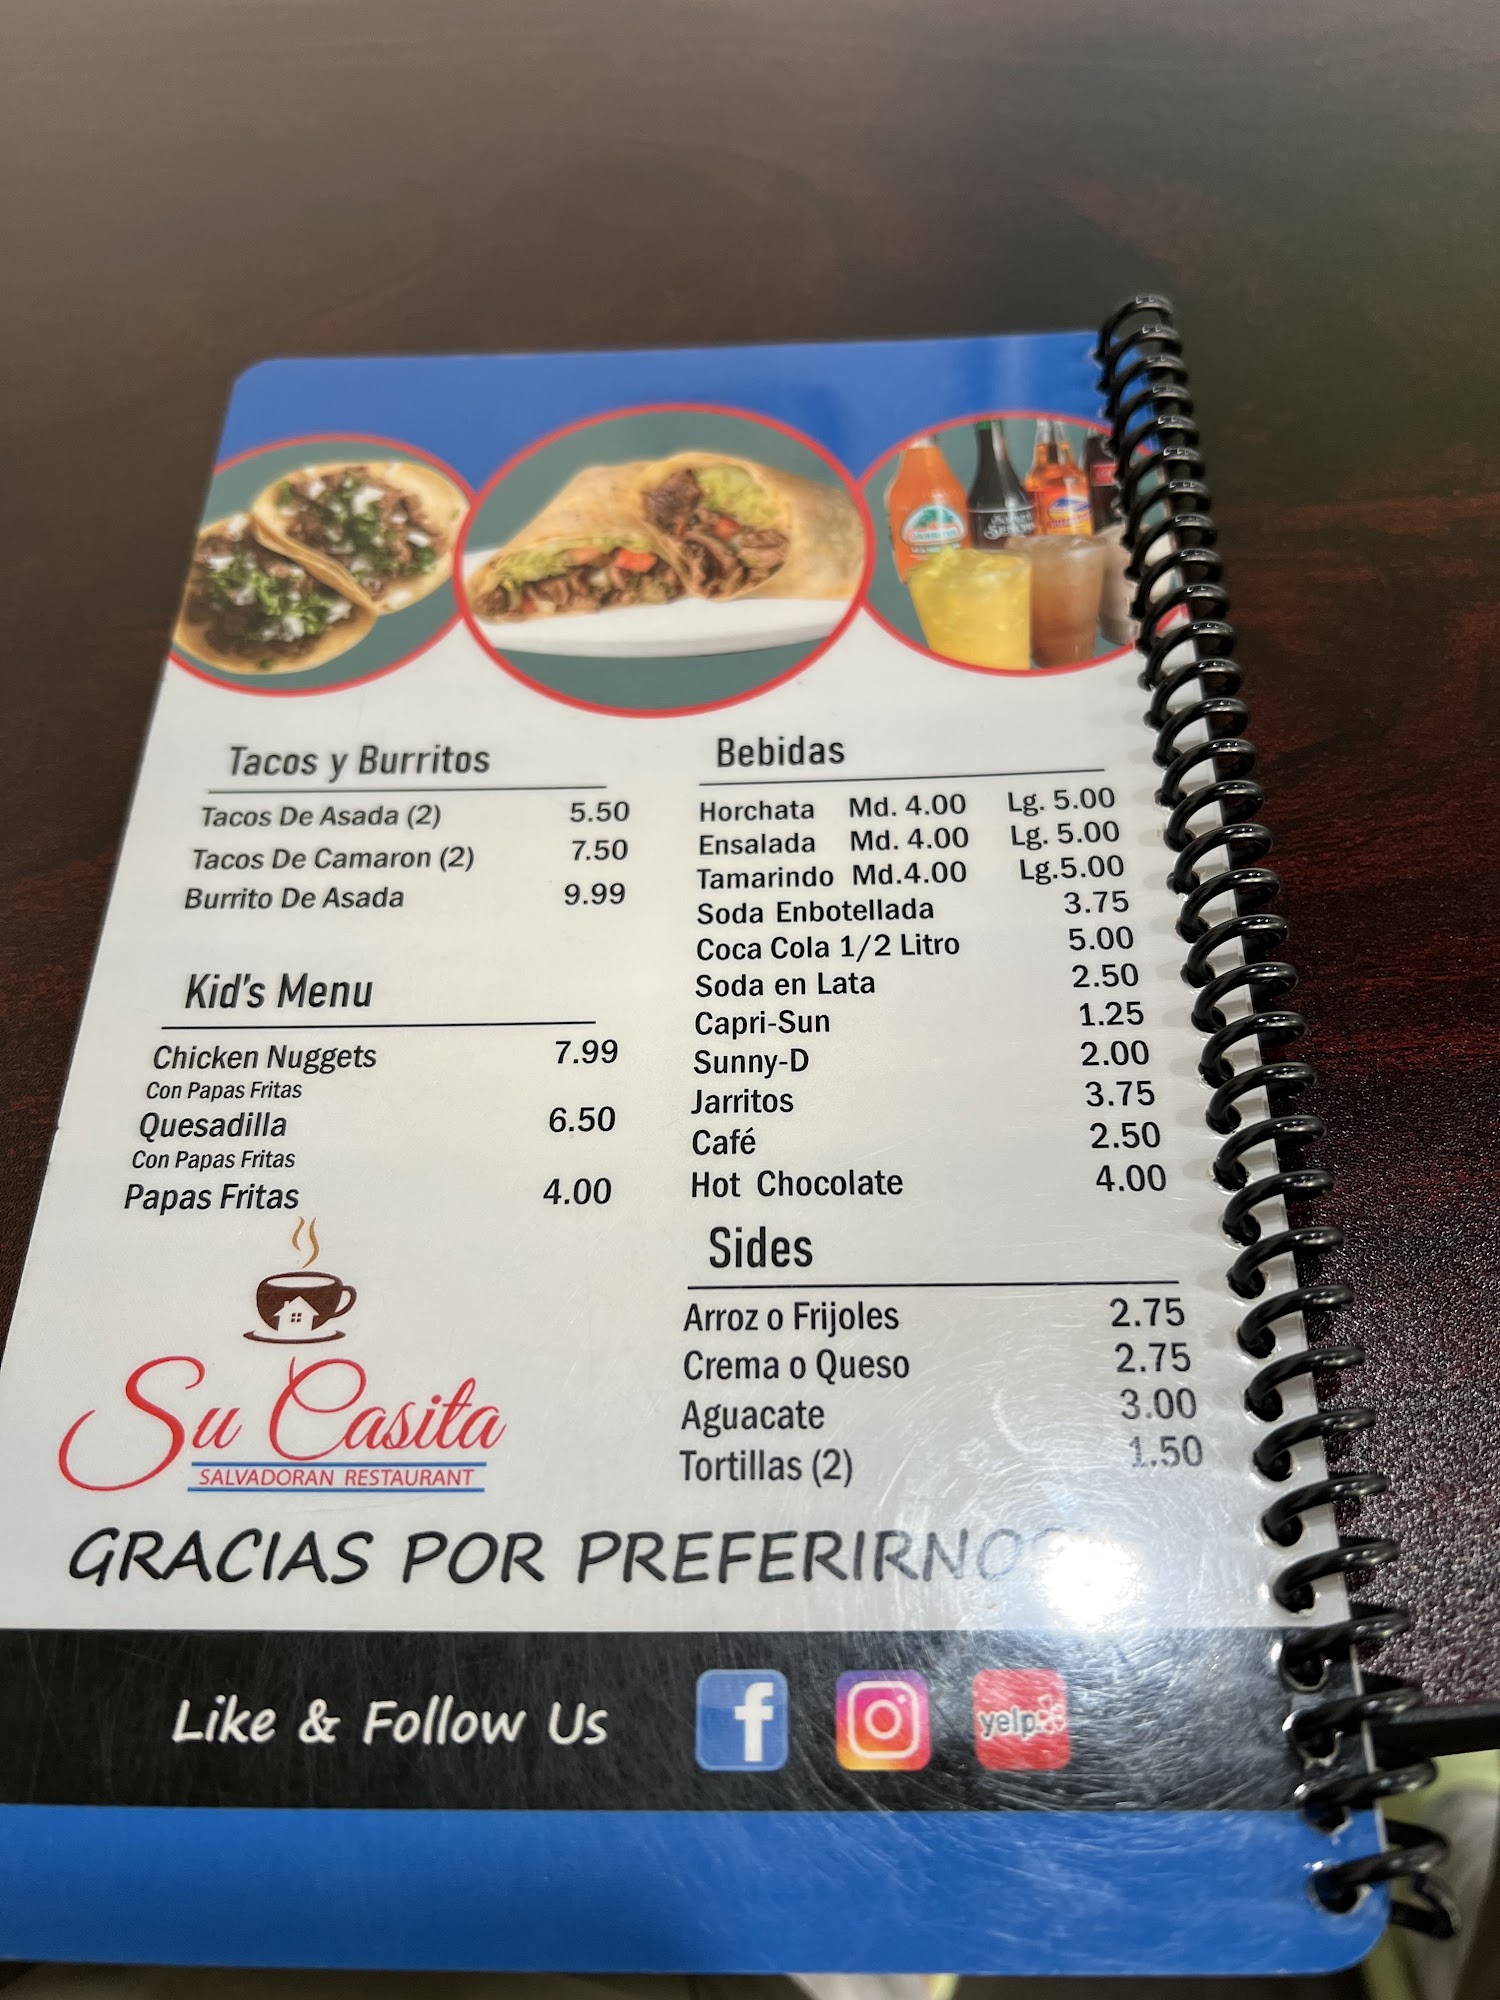 Tacos y Burritos
Tacos De Asada (2) 5.50
Tacos De Camaron (2) 7.50
Burrito De Asada 9.99
Kid's Menu
Chicken Nuggets 7.99
Con Papas Fritas
Quesadilla 6.50
Con Papas Fritas
Papas Fritas 4.00
Bebidas
Horchata Md. 4.00 Lg. 5.00
Ensalada Md. 4.00 Lg. 5.00
Tamarindo Md.4.00 Lg.5.00
Soda Enbotellada 3.75
Coca Cola 1/2 Litro 5.00
Soda en Lata 2.50
Capri-Sun 1.25
Sunny-D 2.00
Jarritos 3.75
Café 2.50
Hot Chocolate 4.00
Sides
Arroz o Frijoles 2.75
Crema o Queso 2.75
Aguacate 3.00
Tortillas (2) 1.50
Su Casita
SALVADORAN RESTAURANT
GRACIAS POR PREFERIRNOS
Like & Follow Us
f
yelp